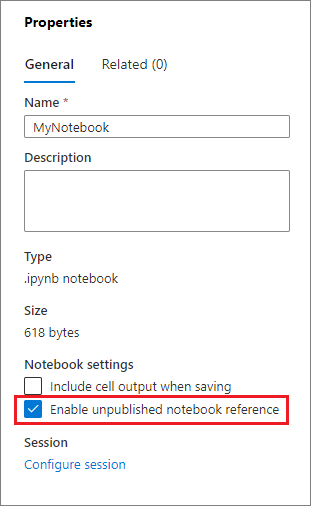 Properties
General Related (0)
Name *
MyNotebook
Description
Type
.ipynb notebook
Size
618 bytes
Notebook settings
Include cell output when saving
Enable unpublished notebook reference
Session
Configure session